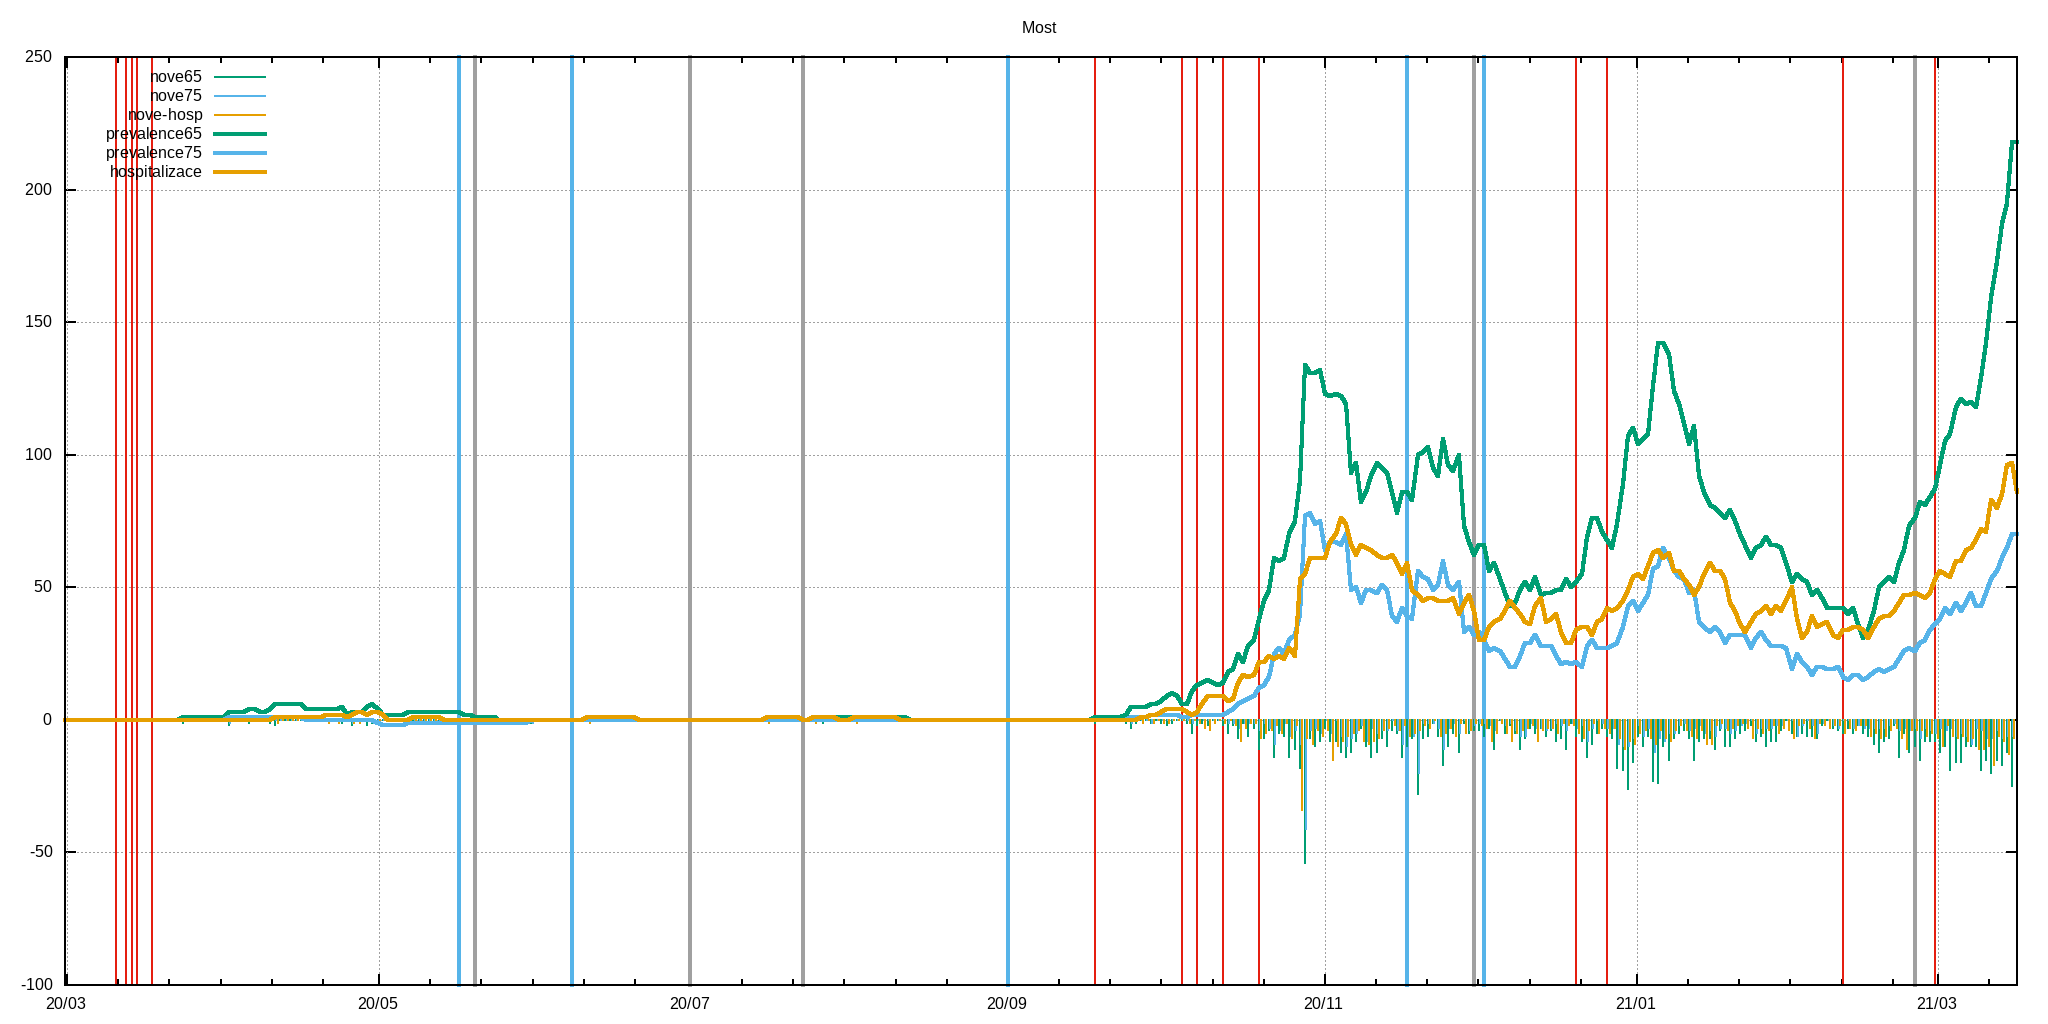 Most
250
200
150
100
50
0
-50
-100
nove65
nove75
nove-hosp
prevalence65
prevalence75
hospitalizace
20/03 20/05 20/07 20/09 20/11 21/01 21/03